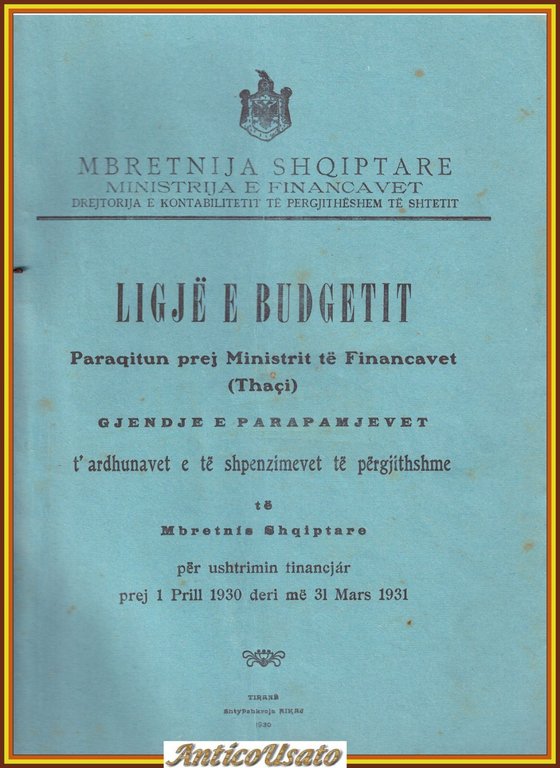 MBRETNIJA SHQIPTARE
MINISTRIJA E FINANCAVET
DREJTORIJA E KONTABILITETIT TË PERGJITHËSHEM TË SHTETIT
LIGJË E BUDGETIT
Paraqitun prej Ministrit të Financavet
(Thaçi)
GJENDJE E PARAPAMJEVET
t'ardhunavet e të shpenzimevet të përgjithshme
të
Mbretnis Shqiptare
për ushtrimin tinancjár
prej 1 Prill 1930 deri më 31 Mars 1931
TIRANË
Shtypshkroja
1930
AnticoUsato